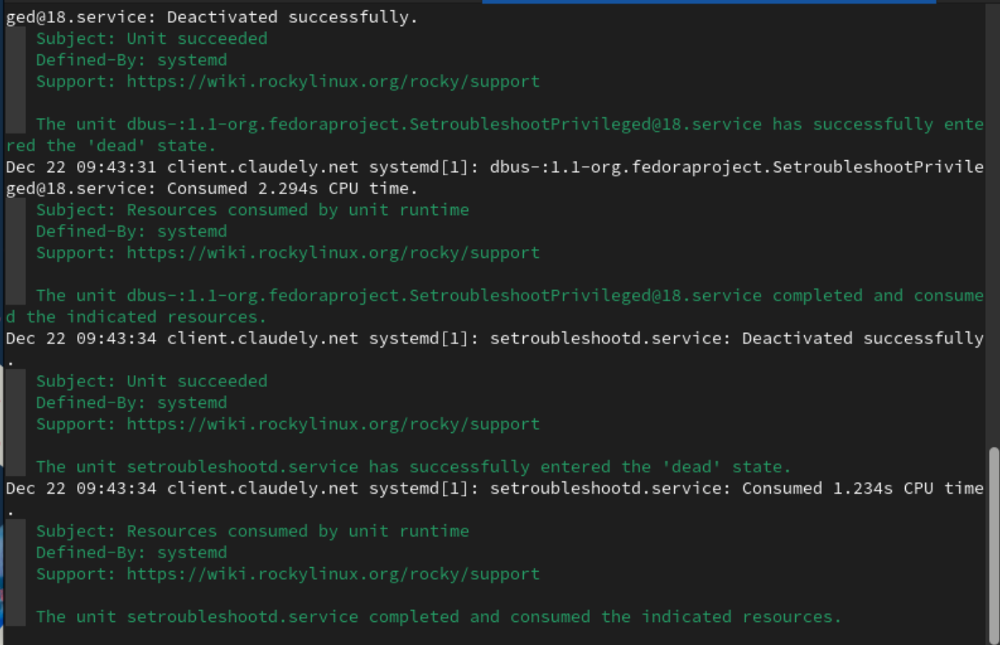 ged@18.service: Deactivated successfully.
Subject: Unit succeeded
Defined-By: systemd
Support: https://wiki.rockylinux.org/rocky/support
The unit dbus-:1.1-org.fedoraproject.SetroubleshootPrivileged@18.service has successfully ente
red the 'dead' state.
Dec 22 09:43:31 client.claudely.net systemd[1]: dbus-:1.1-org.fedoraproject.SetroubleshootPrivile
ged@18.service: Consumed 2.294s CPU time.
Subject: Resources consumed by unit runtime
Defined-By: systemd
Support: https://wiki.rockylinux.org/rocky/support
The unit dbus-:1.1-org.fedoraproject.SetroubleshootPrivileged@18.service completed and consume
d the indicated resources.
Dec 22 09:43:34 client.claudely.net systemd[1]: setroubleshootd.service: Deactivated successfully
.
Subject: Unit succeeded
Defined-By: systemd
Support: https://wiki.rockylinux.org/rocky/support
The unit setroubleshootd.service has successfully entered the 'dead' state.
Dec 22 09:43:34 client.claudely.net systemd[1]: setroubleshootd.service: Consumed 1.234s CPU time
.
Subject: Resources consumed by unit runtime
Defined-By: systemd
Support: https://wiki.rockylinux.org/rocky/support
The unit setroubleshootd.service completed and consumed the indicated resources.